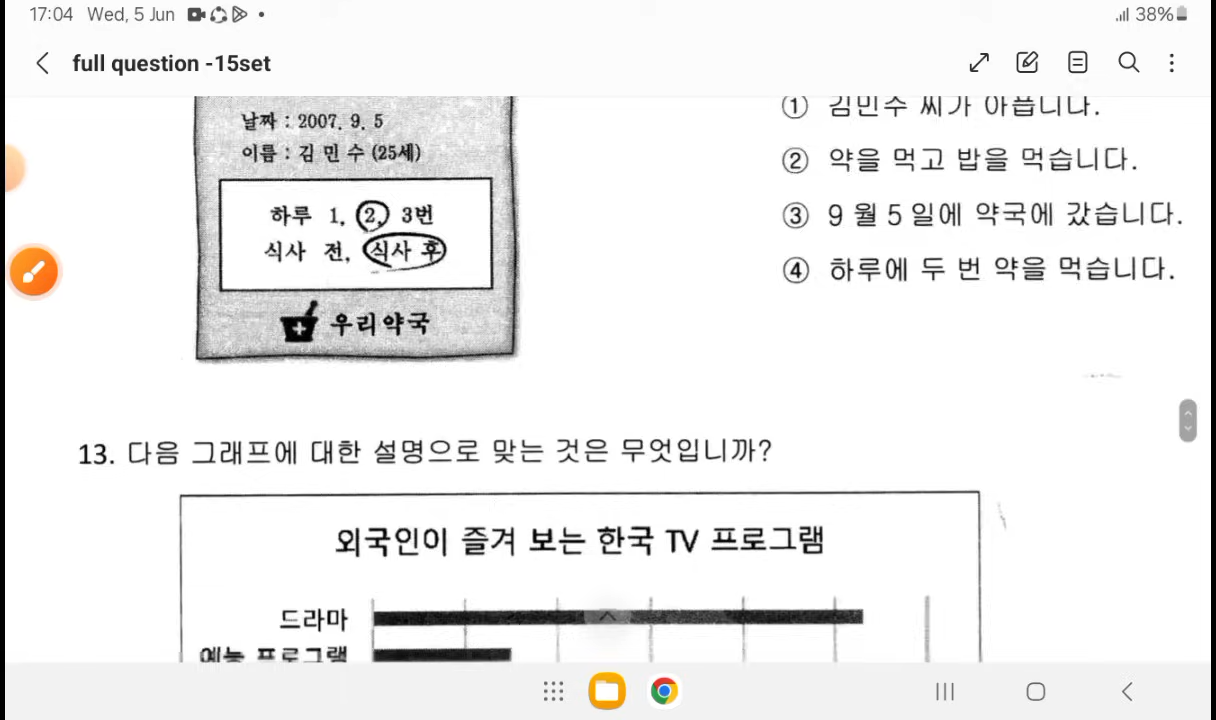 17:04 Wed, 5 Jun
38%
full question -15set
날짜 : 2007. 9. 5
이름 : 김 민 수 (25세)
하루 1, 2, 3번
식사 전, 식사 후
우리약국
① 김민수 씨가 아픕니다.
② 약을 먹고 밥을 먹습니다.
③ 9 월 5 일에 약국에 갔습니다.
④ 하루에 두 번 약을 먹습니다.
13. 다음 그래프에 대한 설명으로 맞는 것은 무엇입니까?
외국인이 즐겨 보는 한국 TV 프로그램
드라마
예능 프로그램